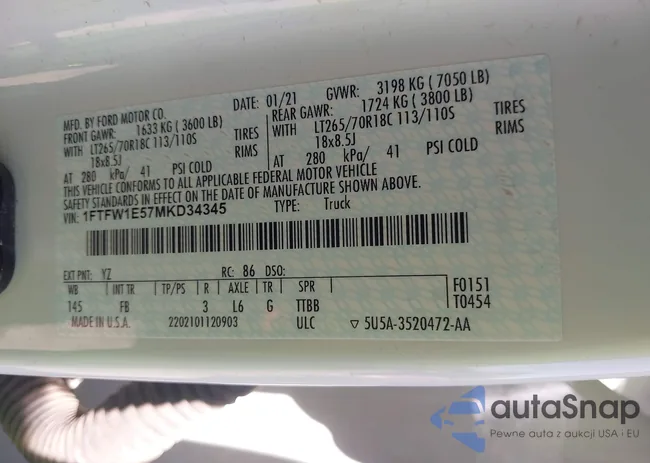 MFD. BY FORD MOTOR CO.
DATE: 01/21
GVWR: 3198 KG (7050 LB)
FRONT GAWR: 1633 KG (3600 LB)
WITH LT265/70R18C 113/110S TIRES
18x8.5J RIMS
AT 280 kPa/ 41 PSI COLD
REAR GAWR: 1724 KG (3800 LB)
WITH LT265/70R18C 113/110S TIRES
18x8.5J RIMS
AT 280 kPa/ 41 PSI COLD
THIS VEHICLE CONFORMS TO ALL APPLICABLE FEDERAL MOTOR VEHICLE
SAFETY STANDARDS IN EFFECT ON THE DATE OF MANUFACTURE SHOWN ABOVE.
VIN: 1FTFW1E57MKD34345
TYPE: Truck
EXT PNT: YZ RC: 86 DSO:
WB INT TR TP/PS R AXLE TR SPR
145 FB 3 L6 G TTBB
F0151
T0454
MADE IN U.S.A. 2202101120903 ULC ▽ 5U5A-3520472-AA
autaSnap
Pewne auta z aukcji USA · EU